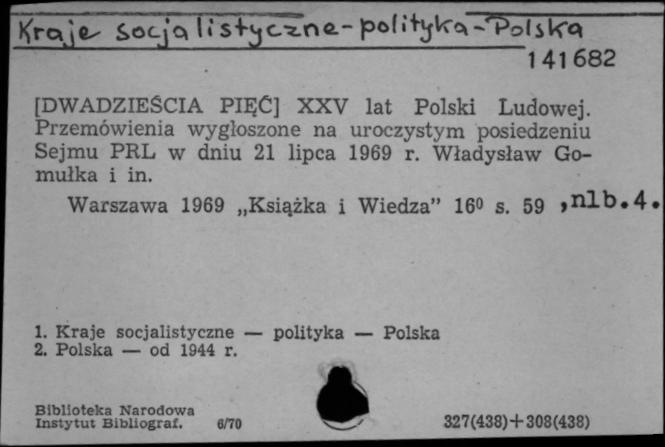 Kraje socjalistyczne-polityka-Polska
141682
[DWADZIEŚCIA PIĘĆ] XXV lat Polski Ludowej.
Przemówienia wygłoszone na uroczystym posiedzeniu
Sejmu PRL w dniu 21 lipca 1969 r. Władysław Go-
mułka i in.
Warszawa 1969 „Książka i Wiedza” 16⁰ s. 59 ,nlb.4.
1. Kraje socjalistyczne — polityka — Polska
2. Polska — od 1944 r.
Biblioteka Narodowa
Instytut Bibliograf. 6/70 327(438)+308(438)